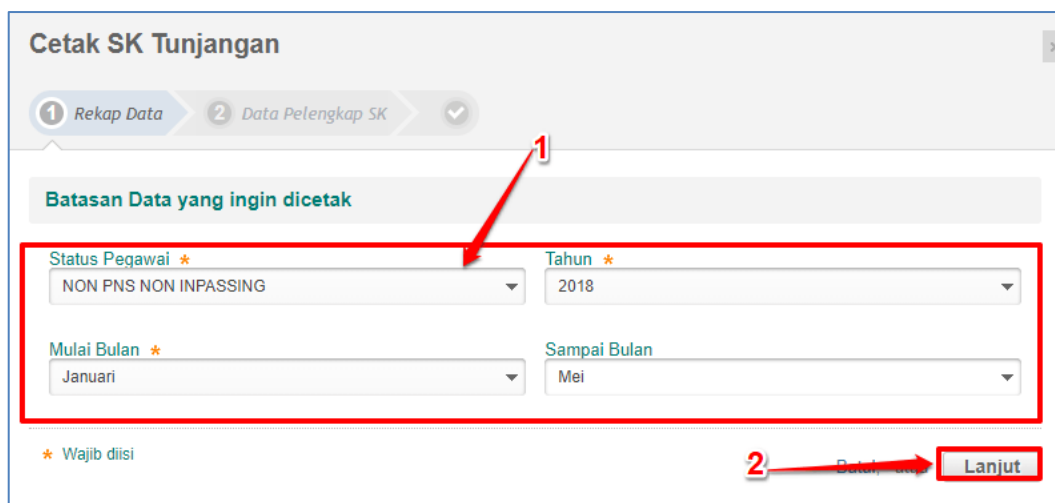 Cetak SK Tunjangan
1 Rekap Data 2 Data Pelengkap SK
1
Batasan Data yang ingin dicetak
Status Pegawai * Tahun *
NON PNS NON INPASSING 2018
Mulai Bulan * Sampai Bulan
Januari Mei
* Wajib diisi
2 Lanjut